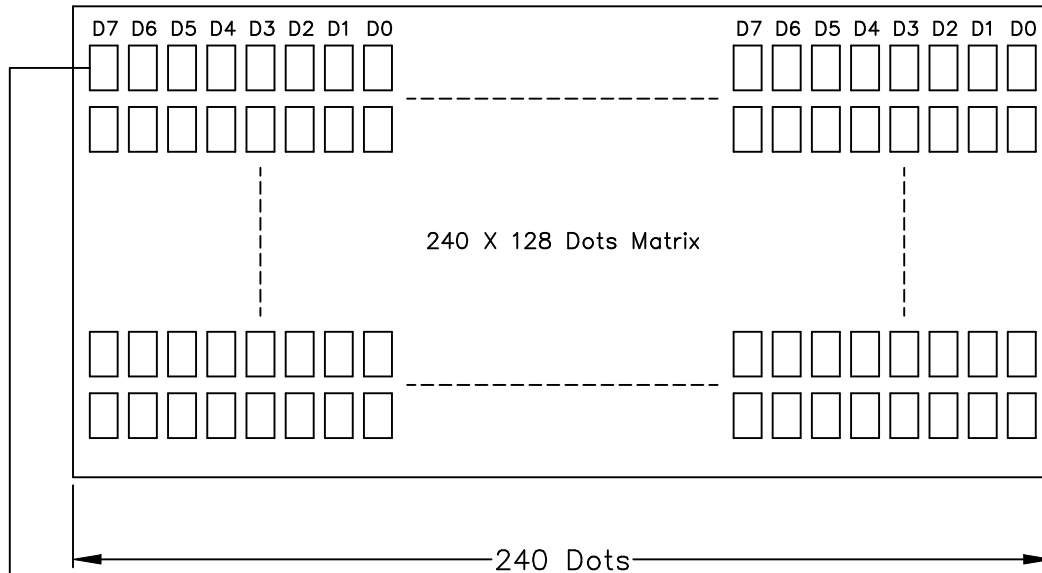 D7 D6 D5 D4 D3 D2 D1 D0 D7 D6 D5 D4 D3 D2 D1 D0
240 X 128 Dots Matrix
240 Dots